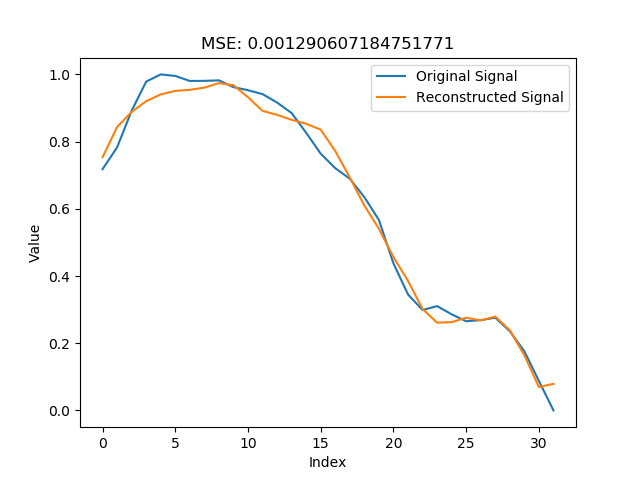 MSE: 0.001290607184751771
Original Signal
Reconstructed Signal
1.0
0.8
0.6
0.4
0.2
0.0
Value
0 5 10 15 20 25 30
Index